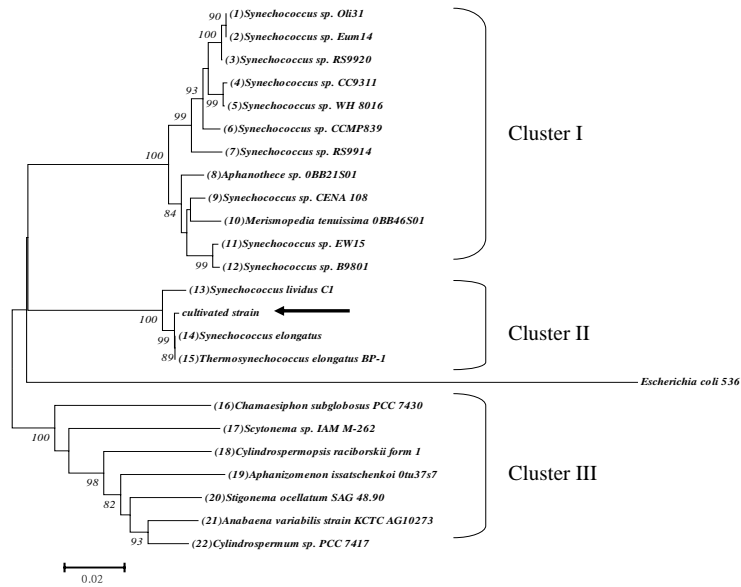 90
(1)Synechococcus sp. Oli31
100
(2)Synechococcus sp. Eum14
(3)Synechococcus sp. RS9920
93
(4)Synechococcus sp. CC9311
99
(5)Synechococcus sp. WH 8016
99
(6)Synechococcus sp. CCMP839
Cluster I
100
(7)Synechococcus sp. RS9914
(8)Aphanothece sp. 0BB21S01
84
(9)Synechococcus sp. CENA 108
(10)Merismopedia tenuissima 0BB46S01
(11)Synechococcus sp. EW15
99
(12)Synechococcus sp. B9801
(13)Synechococcus lividus C1
100
cultivated strain
Cluster II
99
(14)Synechococcus elongatus
89
(15)Thermosynechococcus elongatus BP-1
Escherichia coli 536
(16)Chamaesiphon subglobosus PCC 7430
100
(17)Scytonema sp. IAM M-262
(18)Cylindrospermopsis raciborskii form 1
98
(19)Aphanizomenon issatschenkoi 0tu37s7
Cluster III
82
(20)Stigonema ocellatum SAG 48.90
(21)Anabaena variabilis strain KCTC AG10273
93
(22)Cylindrospermum sp. PCC 7417
0.02